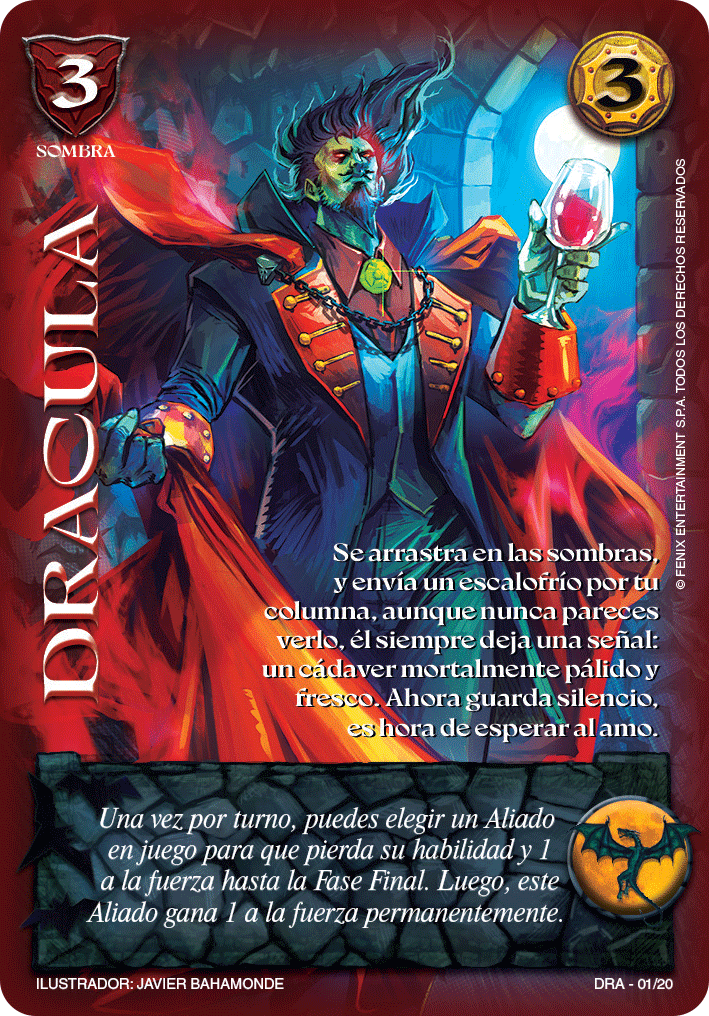 3
3
SOMBRA
DRACULA
© FENIX ENTERTAINMENT S.P.A. TODOS LOS DERECHOS RESERVADOS
Se arrastra en las sombras,
y envía un escalofrío por tu
columna, aunque nunca pareces
verlo, él siempre deja una señal:
un cádaver mortalmente pálido y
fresco. Ahora guarda silencio,
es hora de esperar al amo.
Una vez por turno, puedes elegir un Aliado
en juego para que pierda su habilidad y 1
a la fuerza hasta la Fase Final. Luego, este
Aliado gana 1 a la fuerza permanentemente.
ILUSTRADOR: JAVIER BAHAMONDE
DRA - 01/20